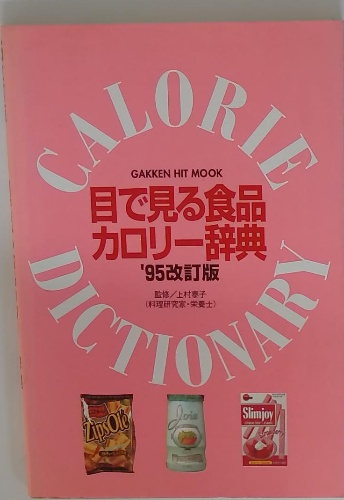 CALORIE
GAKKEN HIT MOOK
目で見る食品
カロリー辞典
'95改訂版
監修／上村泰子
(料理研究家・栄養士)
DICTIONARY
ZipsOlé
Slimjoy